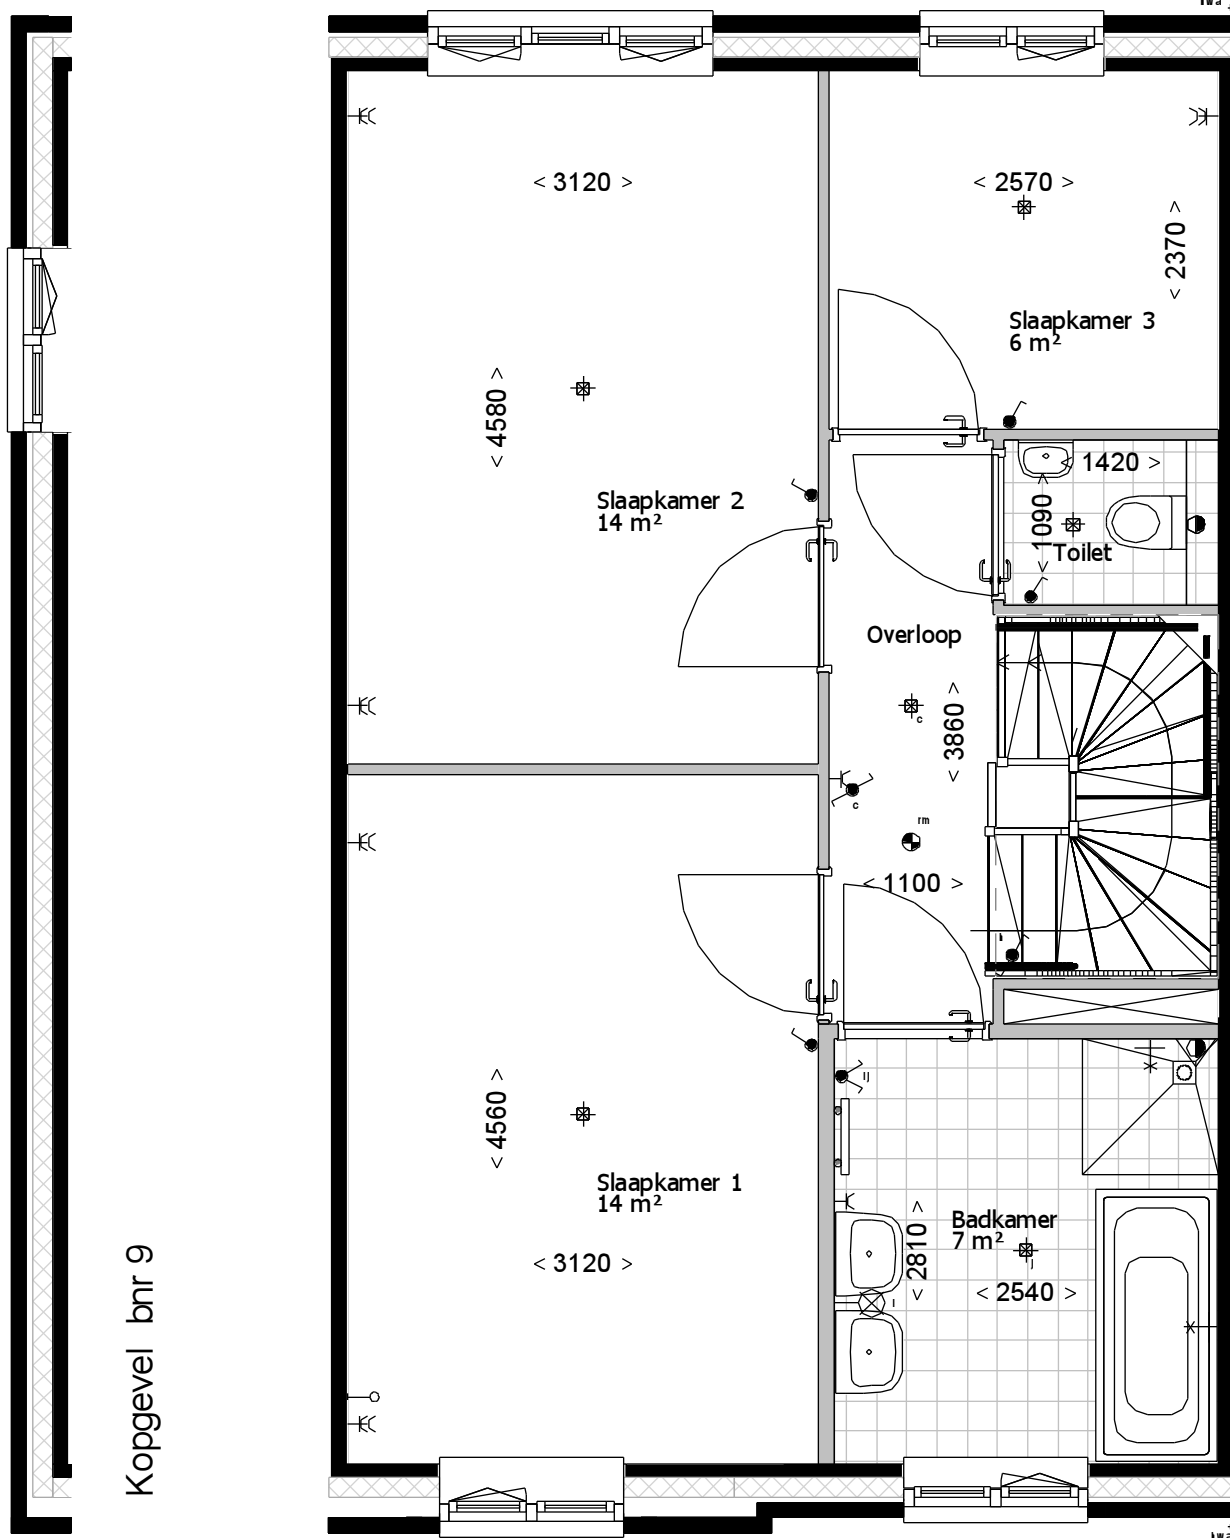 < 3120 >
< 2570 >
< 2370 >
Slaapkamer 3
6 m²
< 4580 >
< 1420 >
Slaapkamer 2
14 m²
< 1090 >
Toilet
Overloop
< 3860 >
c
c
rm
< 1100 >
< 4560 >
Slaapkamer 1
14 m²
< 3120 >
Badkamer
7 m²
< 2810 >
< 2540 >
Kopgevel bnr 9